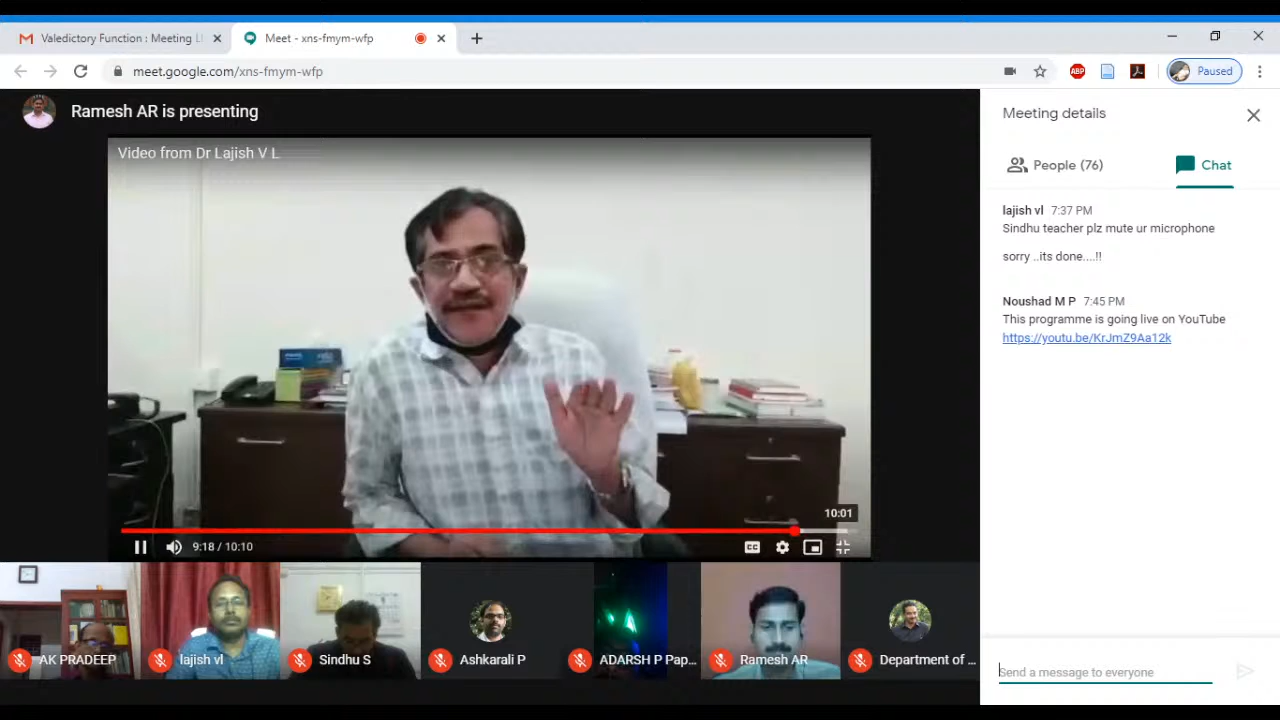 Valedictory Function : Meeting Li
Meet - xns-fmym-wfp
meet.google.com/xns-fmym-wfp
ABP
Paused
Ramesh AR is presenting
Video from Dr Lajish V L
10:01
9:18 / 10:10
CC
AK PRADEEP
lajish vl
Sindhu S
Ashkarali P
ADARSH P Pap...
Ramesh AR
Department of ...
Meeting details
People (76)
Chat
lajish vl 7:37 PM
Sindhu teacher plz mute ur microphone
sorry ..its done....!!
Noushad M P 7:45 PM
This programme is going live on YouTube
https://youtu.be/KrJmZ9Aa12k
Send a message to everyone